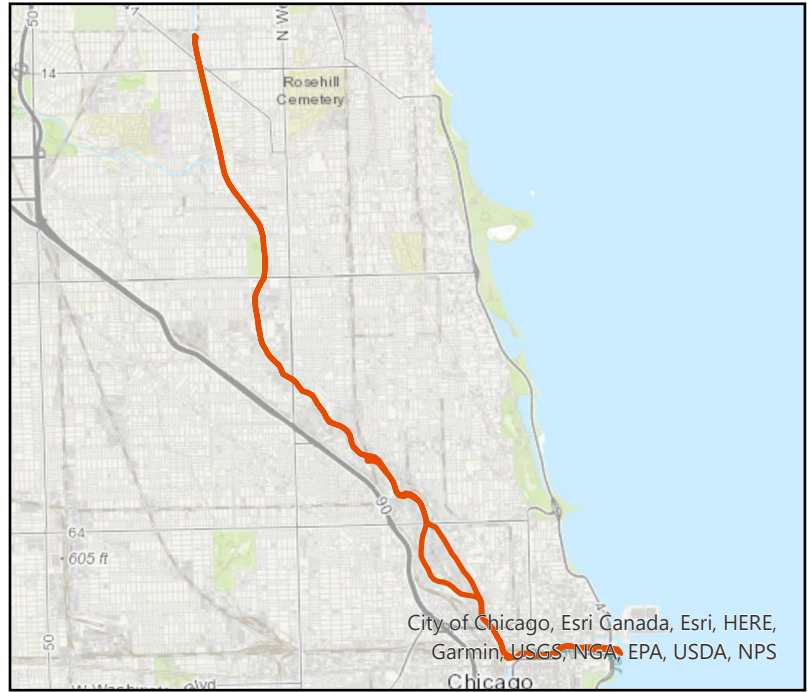 50
14
Rosehill
Cemetery
90
64
605 ft
50
City of Chicago, Esri Canada, Esri, HERE,
Garmin, USGS, NGA, EPA, USDA, NPS
Chicago